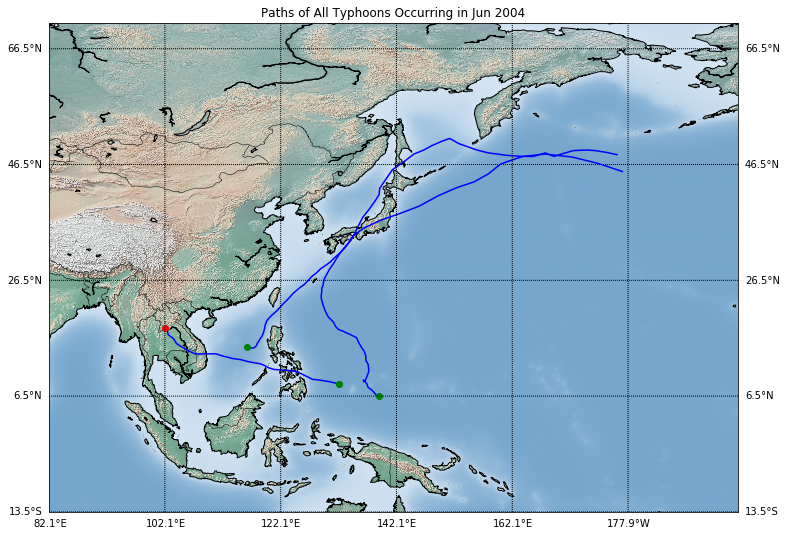 Paths of All Typhoons Occurring in Jun 2004
66.5°N 66.5°N
46.5°N 46.5°N
26.5°N 26.5°N
6.5°N 6.5°N
13.5°S 13.5°S
82.1°E 102.1°E 122.1°E 142.1°E 162.1°E 177.9°W